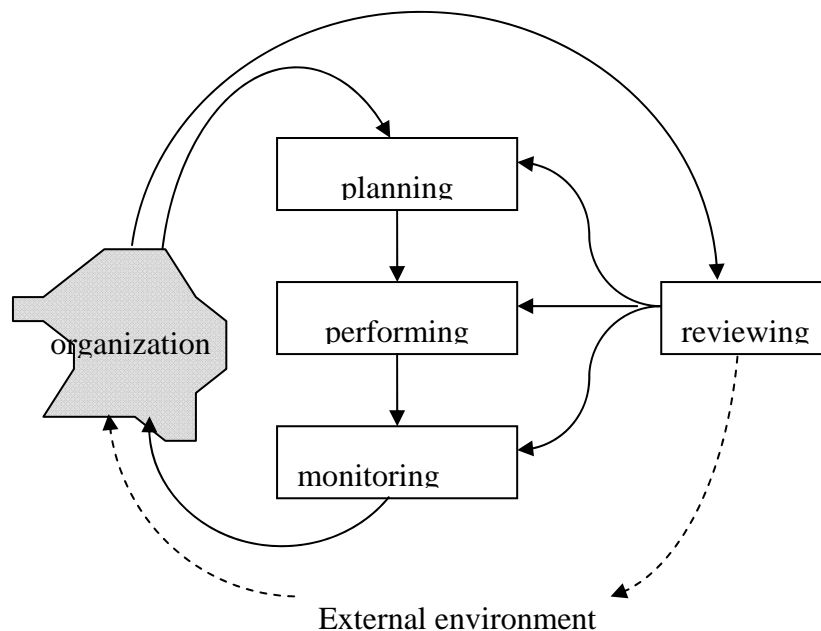 planning
organization
performing
reviewing
monitoring
External environment